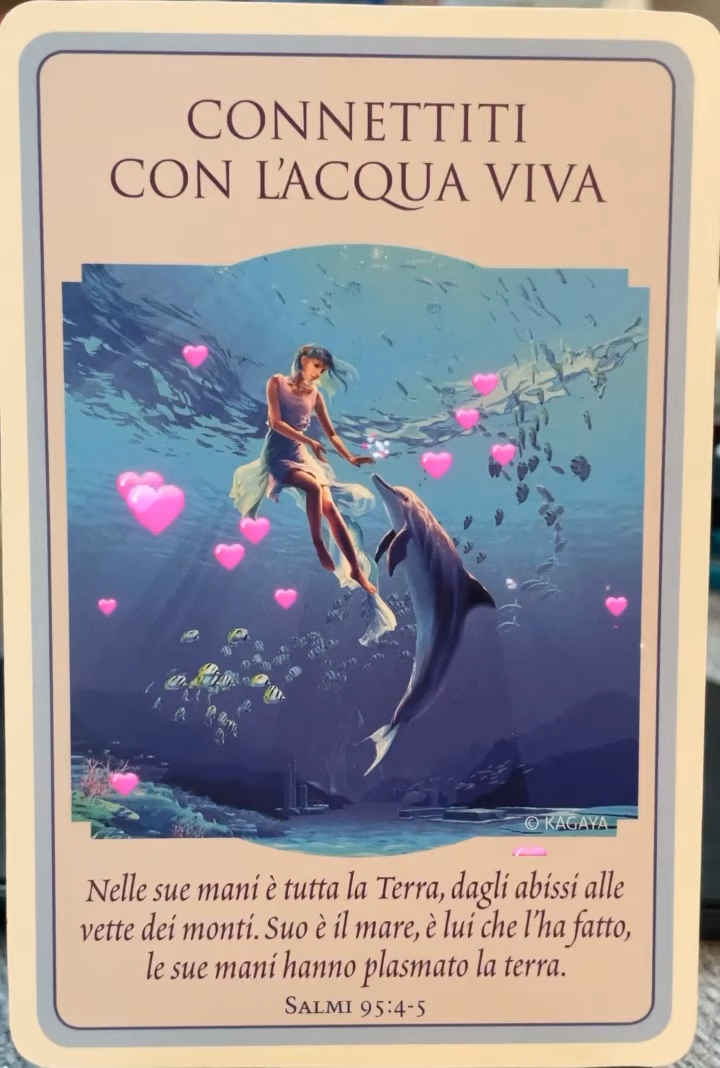 CONNETTITI
CON L'ACQUA VIVA
© KAGAYA
Nelle sue mani è tutta la Terra, dagli abissi alle
vette dei monti. Suo è il mare, è lui che l'ha fatto,
le sue mani hanno plasmato la terra.
SALMI 95:4-5